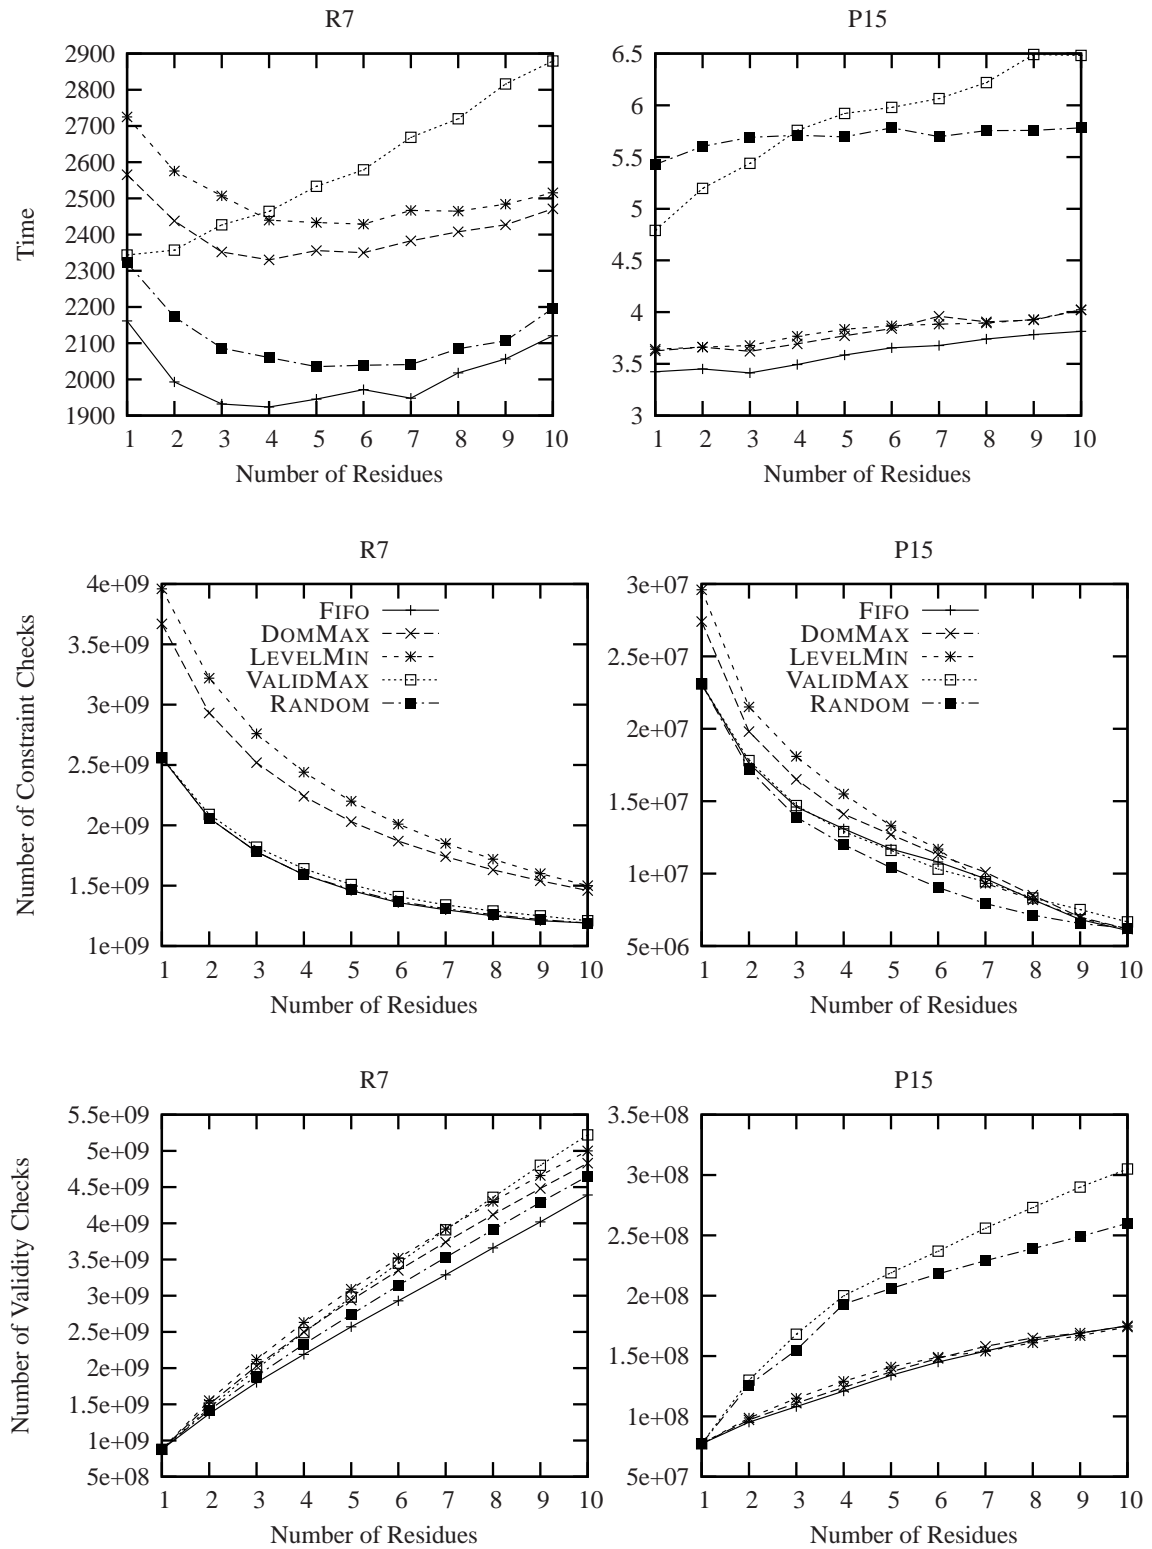 R7
2900
2800
2700
2600
2500
2400
2300
2200
2100
2000
1900
Time
1 2 3 4 5 6 7 8 9 10
Number of Residues
P15
6.5
6
5.5
5
4.5
4
3.5
3
1 2 3 4 5 6 7 8 9 10
Number of Residues
R7
4e+09
3.5e+09
3e+09
2.5e+09
2e+09
1.5e+09
1e+09
Number of Constraint Checks
FIFO
DOMMAX
LEVELMIN
VALIDMAX
RANDOM
1 2 3 4 5 6 7 8 9 10
Number of Residues
P15
3e+07
2.5e+07
2e+07
1.5e+07
1e+07
5e+06
FIFO
DOMMAX
LEVELMIN
VALIDMAX
RANDOM
1 2 3 4 5 6 7 8 9 10
Number of Residues
R7
5.5e+09
5e+09
4.5e+09
4e+09
3.5e+09
3e+09
2.5e+09
2e+09
1.5e+09
1e+09
5e+08
Number of Validity Checks
1 2 3 4 5 6 7 8 9 10
Number of Residues
P15
3.5e+08
3e+08
2.5e+08
2e+08
1.5e+08
1e+08
5e+07
1 2 3 4 5 6 7 8 9 10
Number of Residues